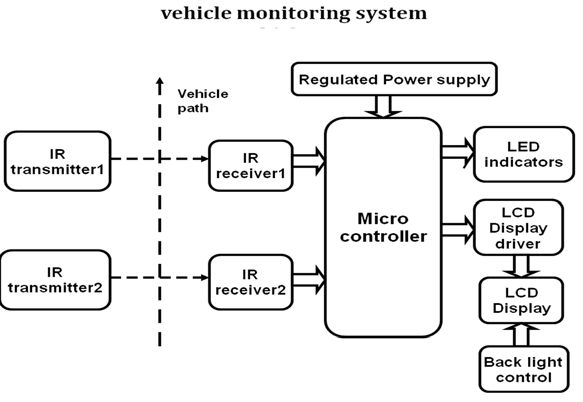 vehicle monitoring system
Regulated Power supply
Vehicle
path
IR
transmitter1
IR
receiver1
LED
indicators
Micro
controller
LCD
Display
driver
IR
transmitter2
IR
receiver2
LCD
Display
Back light
control